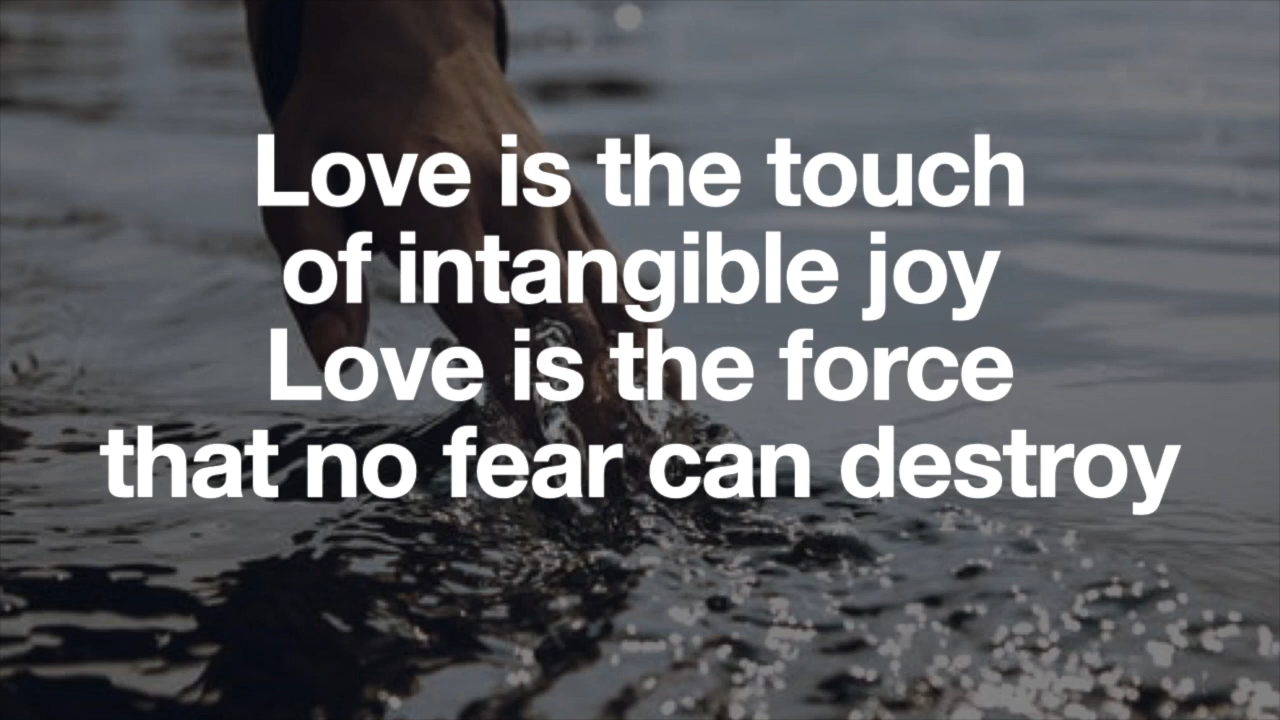 Love is the touch
of intangible joy
Love is the force
that no fear can destroy